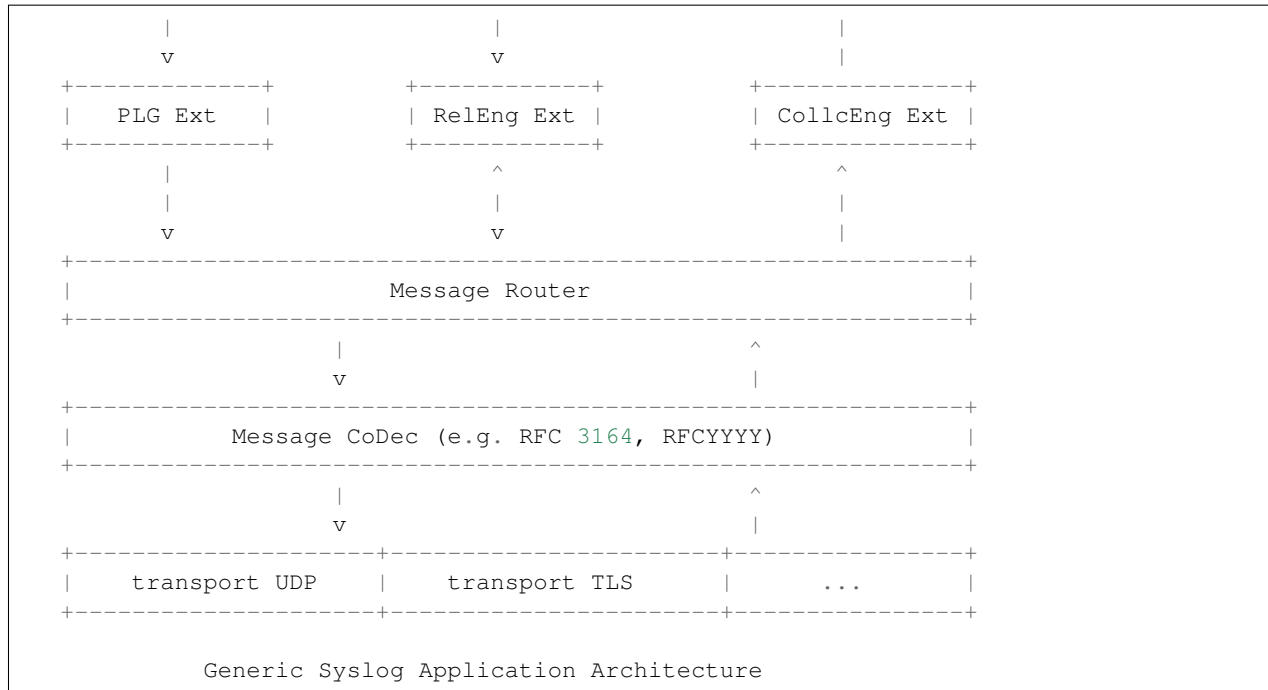 |                      |                       |
         v                      v                       |
  +-------------+         +------------+          +--------------+
  |   PLG Ext   |         | RelEng Ext |          | CollcEng Ext |
  +-------------+         +------------+          +--------------+
         |                      ^                       ^
         |                      |                       |
         v                      v                       |
  +--------------------------------------------------------------+
  |                     Message Router                           |
  +--------------------------------------------------------------+
                     |                            ^
                     v                            |
  +--------------------------------------------------------------+
  |           Message CoDec (e.g. RFC 3164, RFCYYYY)             |
  +--------------------------------------------------------------+
                     |                            ^
                     v                            |
  +---------------------+-----------------------+----------------+
  |    transport UDP    |    transport TLS      |      ...       |
  +---------------------+-----------------------+----------------+

            Generic Syslog Application Architecture